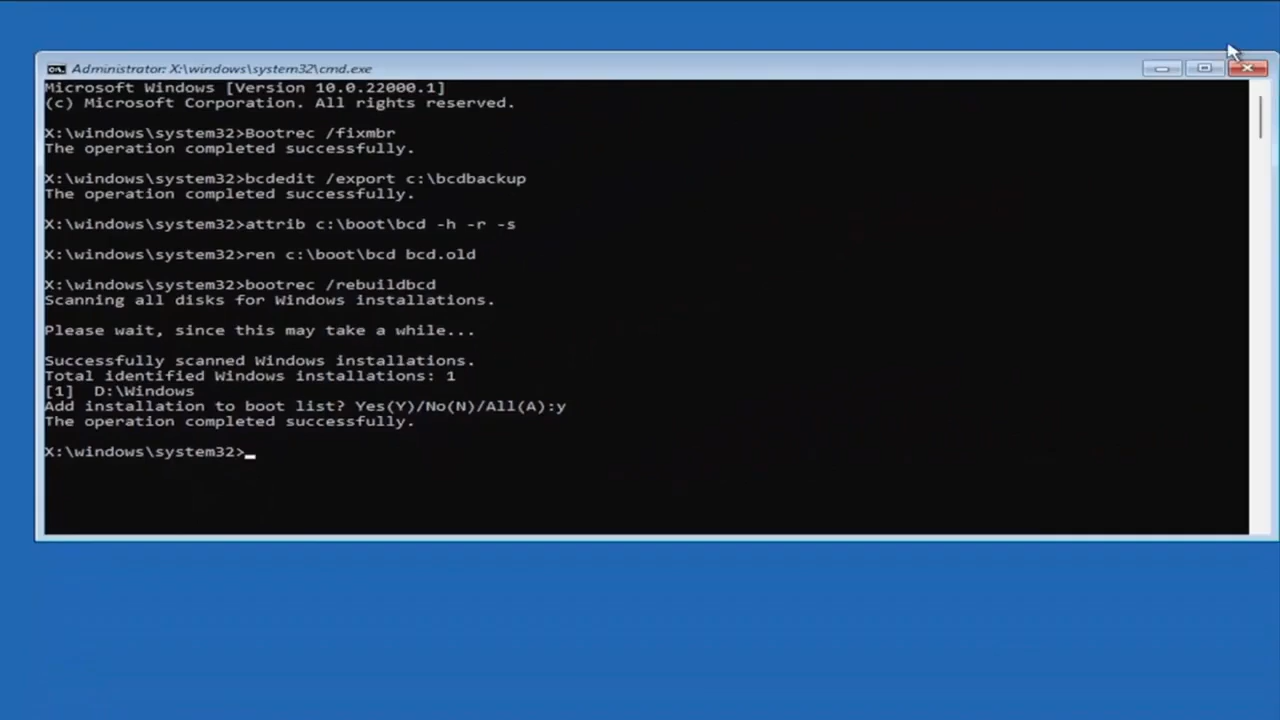 Administrator: X:\windows\system32\cmd.exe
Microsoft Windows [Version 10.0.22000.1]
(c) Microsoft Corporation. All rights reserved.
X:\windows\system32>Bootrec /fixmbr
The operation completed successfully.
X:\windows\system32>bcdedit /export c:\bcdbackup
The operation completed successfully.
X:\windows\system32>attrib c:\boot\bcd -h -r -s
X:\windows\system32>ren c:\boot\bcd bcd.old
X:\windows\system32>bootrec /rebuildbcd
Scanning all disks for Windows installations.
Please wait, since this may take a while...
Successfully scanned Windows installations.
Total identified Windows installations: 1
[1]  D:\Windows
Add installation to boot list? Yes(Y)/No(N)/All(A):y
The operation completed successfully.
X:\windows\system32>